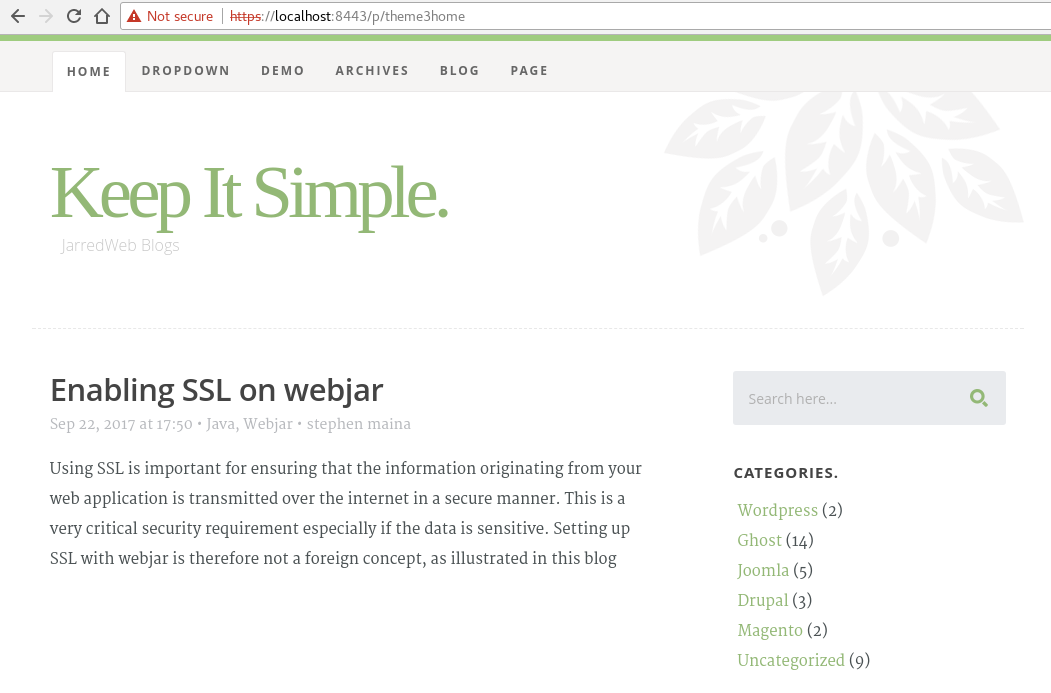 Not secure https://localhost:8443/p/theme3home
HOME DROPDOWN DEMO ARCHIVES BLOG PAGE
Keep It Simple.
JarredWeb Blogs
Enabling SSL on webjar
Sep 22, 2017 at 17:50 • Java, Webjar • stephen maina
Using SSL is important for ensuring that the information originating from your
web application is transmitted over the internet in a secure manner. This is a
very critical security requirement especially if the data is sensitive. Setting up
SSL with webjar is therefore not a foreign concept, as illustrated in this blog
Search here...
CATEGORIES.
Wordpress (2)
Ghost (14)
Joomla (5)
Drupal (3)
Magento (2)
Uncategorized (9)